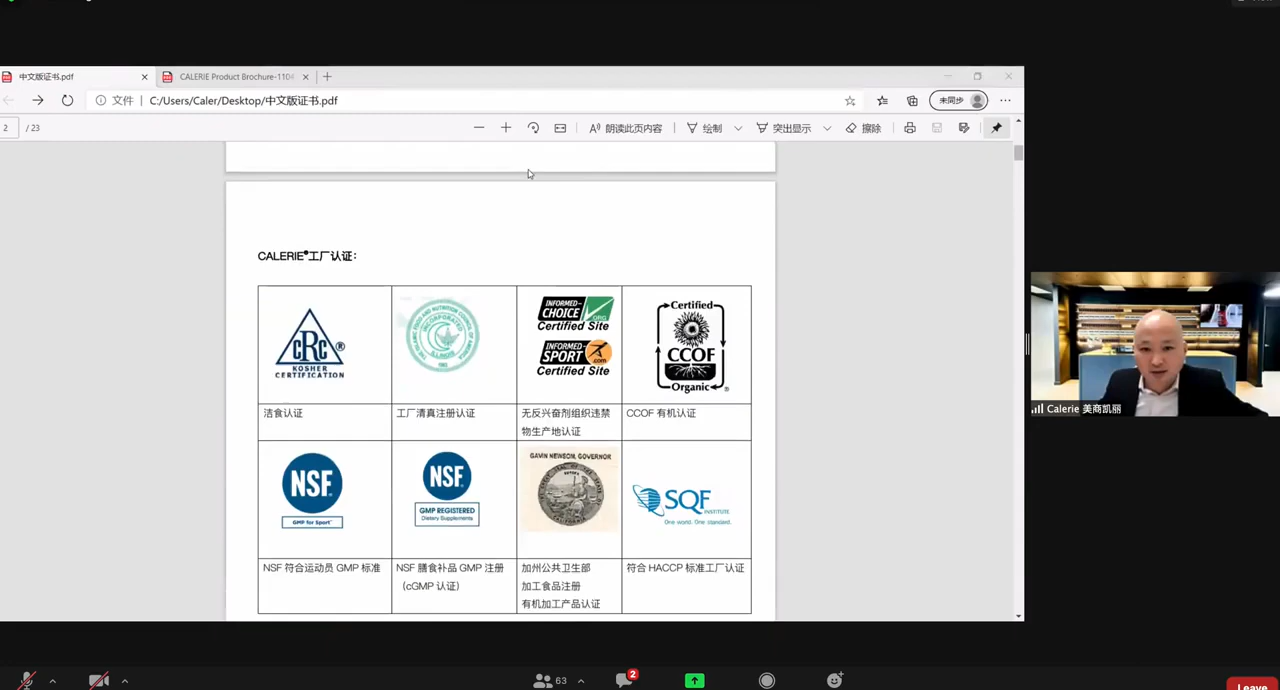 中文版证书.pdf
CALERIE Product Brochure-1104
文件 | C:/Users/Caler/Desktop/中文版证书.pdf
未同步
2 / 23
朗读此页内容
绘制
突出显示
擦除
CALERIE®工厂认证：
CRC ®
KOSHER
CERTIFICATION
INCORPORATED
ILLINOIS
INFORMED-
CHOICE .ORG
Certified Site
INFORMED-
SPORT .com
Certified Site
Certified
CCOF
Organic ®
洁食认证
工厂清真注册认证
无反兴奋剂组织违禁
物生产地认证
CCOF 有机认证
NSF
GMP for Sport™
NSF
GMP REGISTERED
Dietary Supplements
GAVIN NEWSOM, GOVERNOR
SQF
INSTITUTE
One world. One standard.
NSF 符合运动员 GMP 标准
NSF 膳食补品 GMP 注册
（cGMP 认证）
加州公共卫生部
加工食品注册
有机加工产品认证
符合 HACCP 标准工厂认证
Calerie 美商凯丽
63
2
Leave